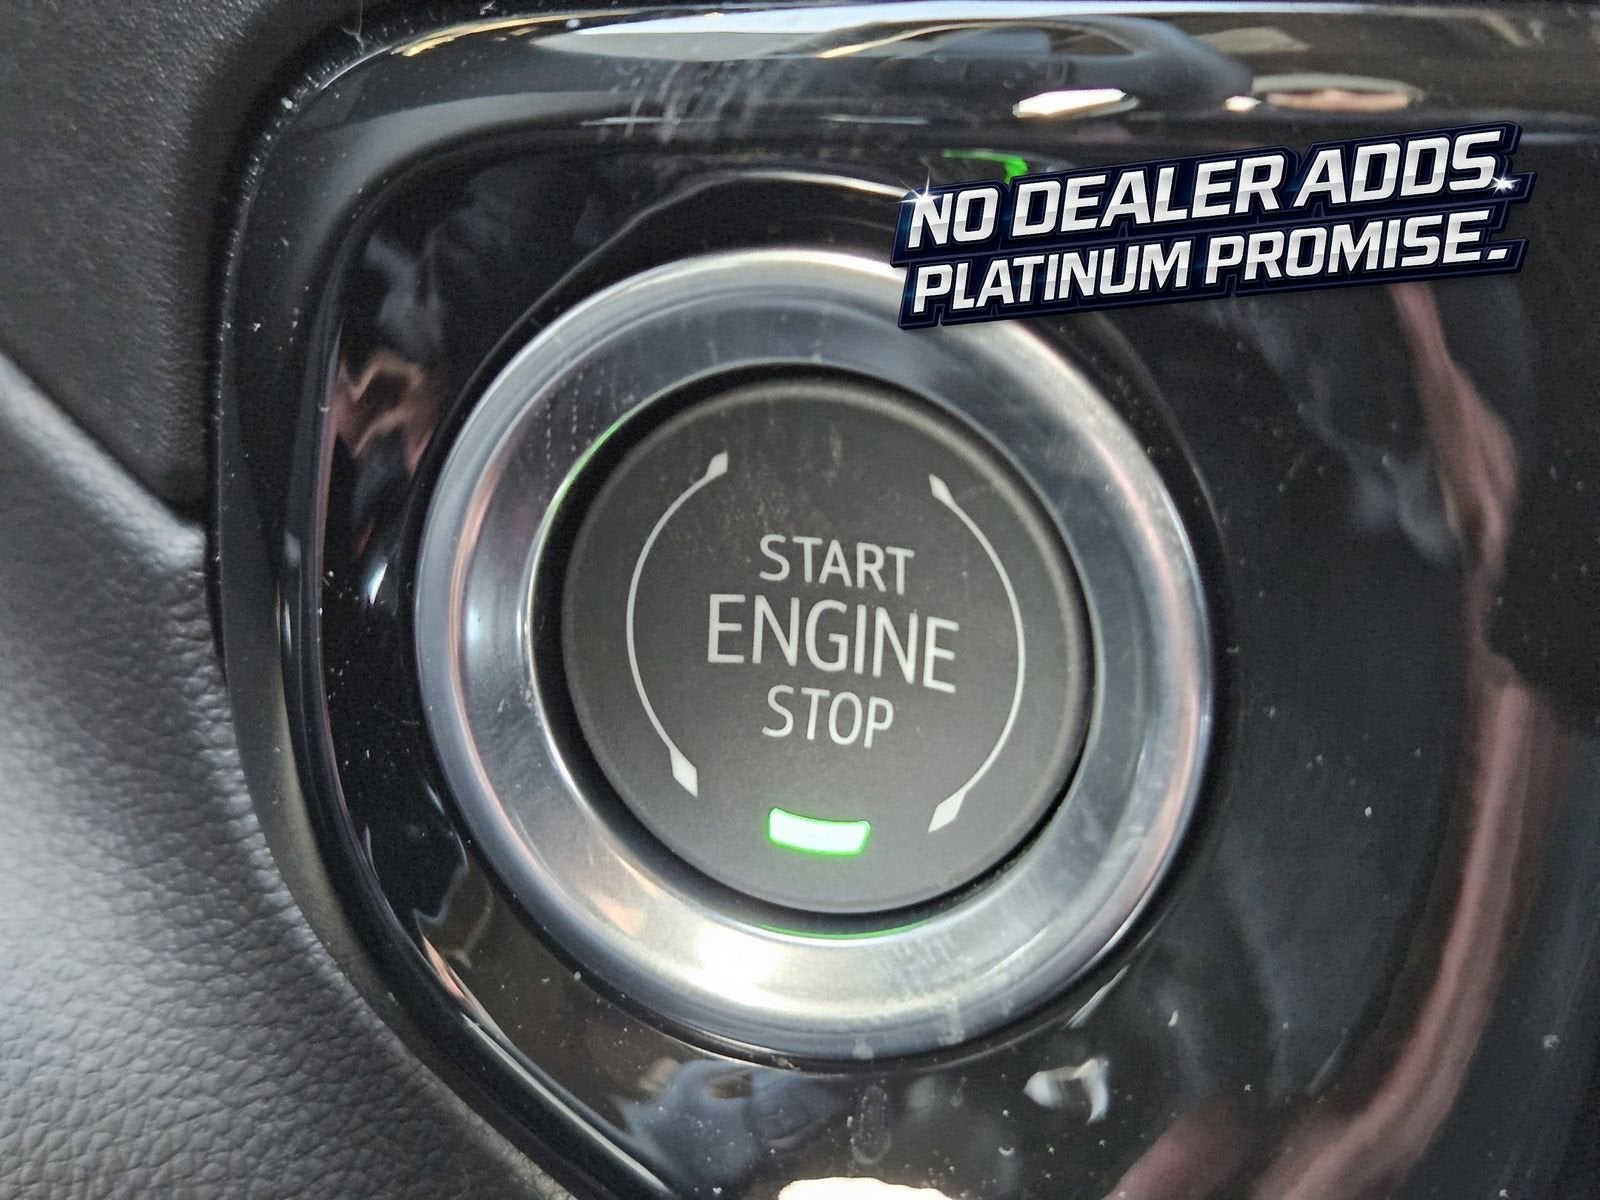 NO DEALER ADDS.
PLATINUM PROMISE.
START
ENGINE
STOP